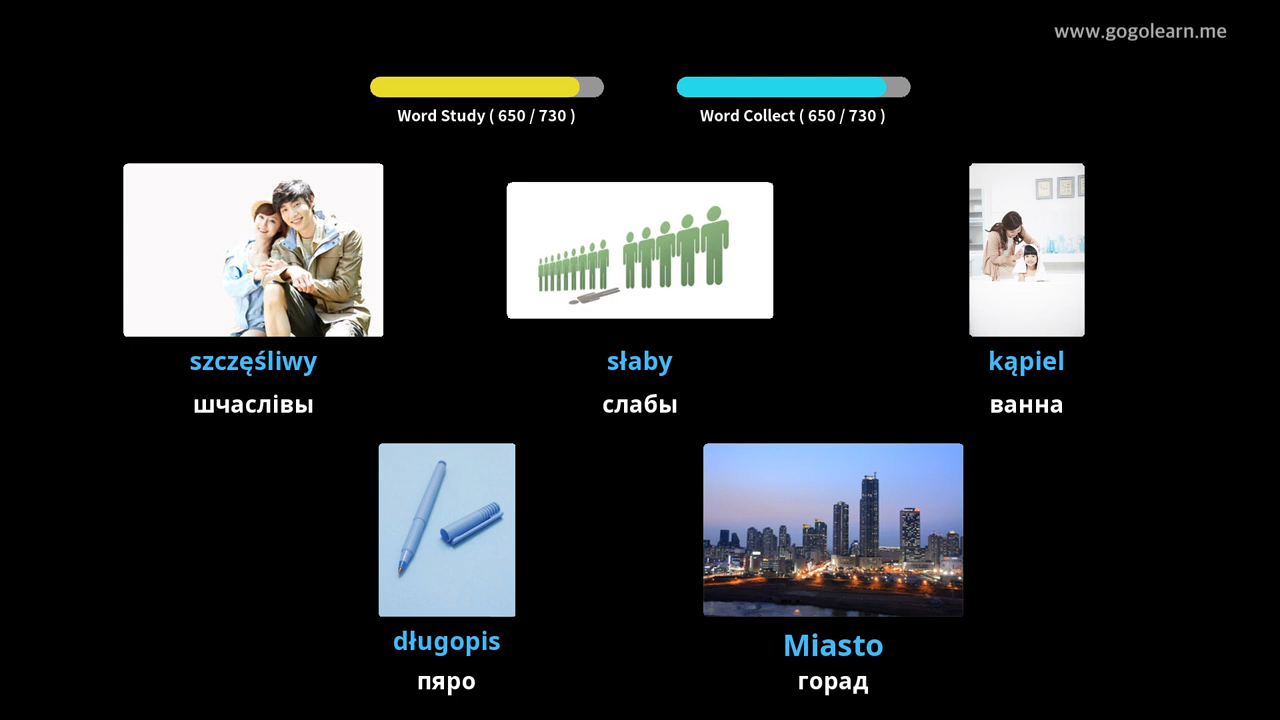 www.gogolearn.me
Word Study ( 650 / 730 )
Word Collect ( 650 / 730 )
szczęśliwy
słaby
kąpiel
шчаслівы
слабы
ванна
długopis
Miasto
пяро
горад